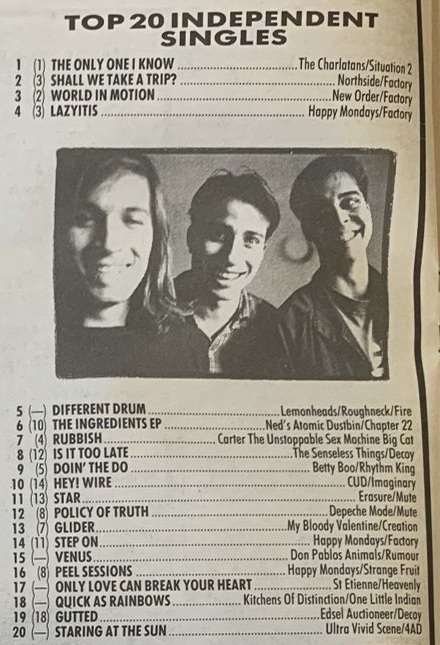 TOP 20 INDEPENDENT
SINGLES
1 (1) THE ONLY ONE I KNOW ..............................The Charlatans/Situation 2
2 (3) SHALL WE TAKE A TRIP? ..............................Northside/Factory
3 (2) WORLD IN MOTION ..............................New Order/Factory
4 (3) LAZYITIS .............................. Happy Mondays/Factory
5 (—) DIFFERENT DRUM ..............................Lemonheads/Roughneck/Fire
6 (10) THE INGREDIENTS EP ..............................Ned's Atomic Dustbin/Chapter 22
7 (4) RUBBISH ..............................Carter The Unstoppable Sex Machine Big Cat
8 (12) IS IT TOO LATE ..............................The Senseless Things/Decoy
9 (5) DOIN' THE DO ..............................Betty Boo/Rhythm King
10 (14) HEY! WIRE ..............................CUD/Imaginary
11 (13) STAR ..............................Erasure/Mute
12 (8) POLICY OF TRUTH ..............................Depeche Mode/Mute
13 (7) GLIDER ..............................My Bloody Valentine/Creation
14 (11) STEP ON ..............................Happy Mondays/Factory
15 (—) VENUS ..............................Don Pablos Animals/Rumour
16 (8) PEEL SESSIONS ..............................Happy Mondays/Strange Fruit
17 (—) ONLY LOVE CAN BREAK YOUR HEART ..............................St Etienne/Heavenly
18 (—) QUICK AS RAINBOWS ..............................Kitchens Of Distinction/One Little Indian
19 (18) GUTTED ..............................Edsel Auctioneer/Decoy
20 (—) STARING AT THE SUN ..............................Ultra Vivid Scene/4AD